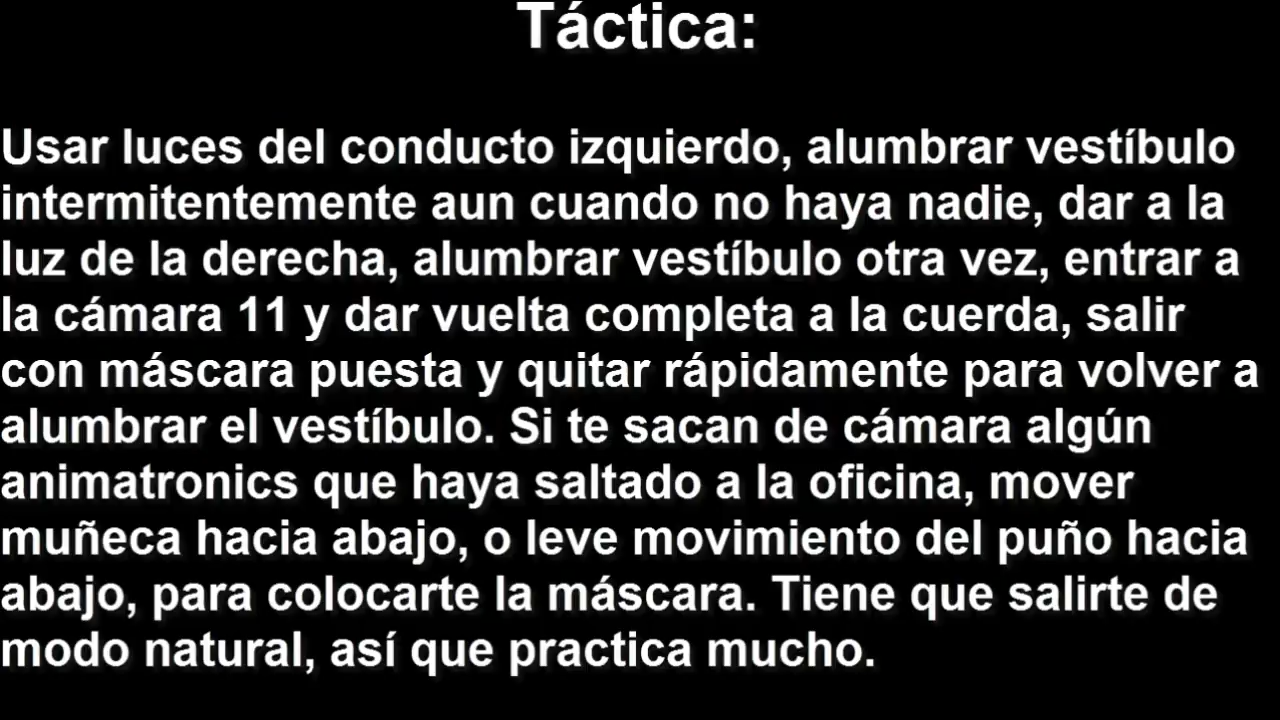 Táctica:
Usar luces del conducto izquierdo, alumbrar vestíbulo
intermitentemente aun cuando no haya nadie, dar a la
luz de la derecha, alumbrar vestíbulo otra vez, entrar a
la cámara 11 y dar vuelta completa a la cuerda, salir
con máscara puesta y quitar rápidamente para volver a
alumbrar el vestíbulo. Si te sacan de cámara algún
animatronics que haya saltado a la oficina, mover
muñeca hacia abajo, o leve movimiento del puño hacia
abajo, para colocarte la máscara. Tiene que salirte de
modo natural, así que practica mucho.